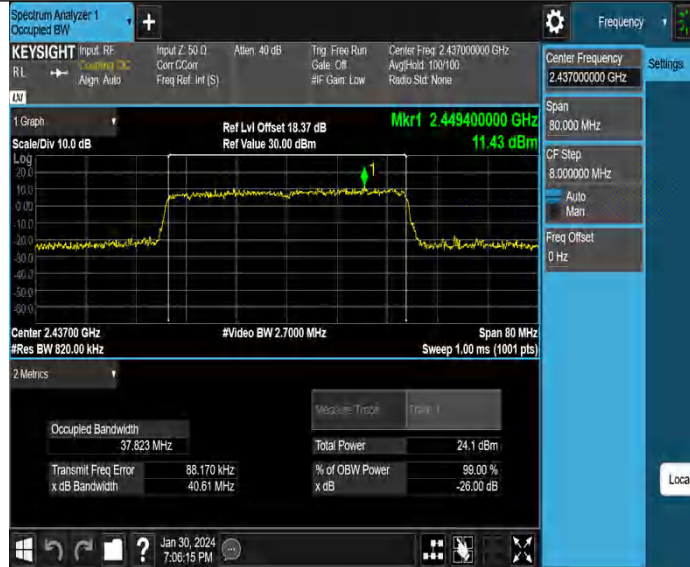 Spectrum Analyzer 1
Occupied BW
+
Frequency
KEYSIGHT
RL
Input: RF
Coupling: DC
Align: Auto
Input Z: 50 Ω
Corr CCorr
Freq Ref: Int (S)
Atten: 40 dB
Trig: Free Run
Gate: Off
#IF Gain: Low
Center Freq: 2.437000000 GHz
Avg|Hold: 100/100
Radio Std: None
LXI
1 Graph
Scale/Div 10.0 dB
Ref Lvl Offset 18.37 dB
Ref Value 30.00 dBm
Mkr1 2.449400000 GHz
11.43 dBm
Log
20.0
10.0
0.00
-10.0
-20.0
-30.0
-40.0
-50.0
-60.0
1
Center 2.43700 GHz
#Res BW 820.00 kHz
#Video BW 2.7000 MHz
Span 80 MHz
Sweep 1.00 ms (1001 pts)
2 Metrics
Measure Trace
Trace 1
Occupied Bandwidth
37.823 MHz
Total Power
24.1 dBm
Transmit Freq Error
88.170 kHz
% of OBW Power
99.00 %
x dB Bandwidth
40.61 MHz
x dB
-26.00 dB
Center Frequency
2.437000000 GHz
Settings
Span
80.000 MHz
CF Step
8.000000 MHz
Auto
Man
Freq Offset
0 Hz
?
Jan 30, 2024
7:06:15 PM